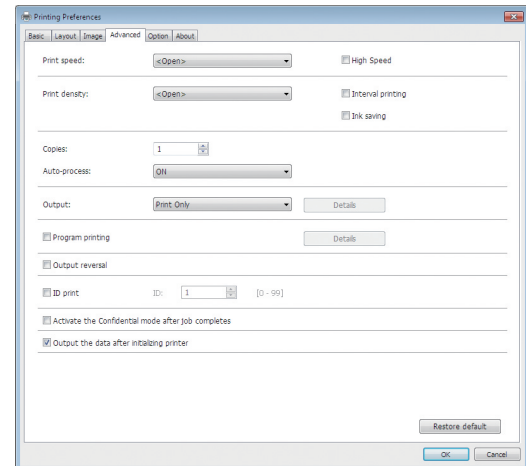 Printing Preferences
Basic Layout Image Advanced Option About
Print speed: <Open> High Speed
Print density: <Open> Interval printing
Ink saving
Copies: 1
Auto-process: ON
Output: Print Only Details
Program printing Details
Output reversal
ID print ID: 1 [0 - 99]
Activate the Confidential mode after job completes
Output the data after initializing printer
Restore default
OK Cancel